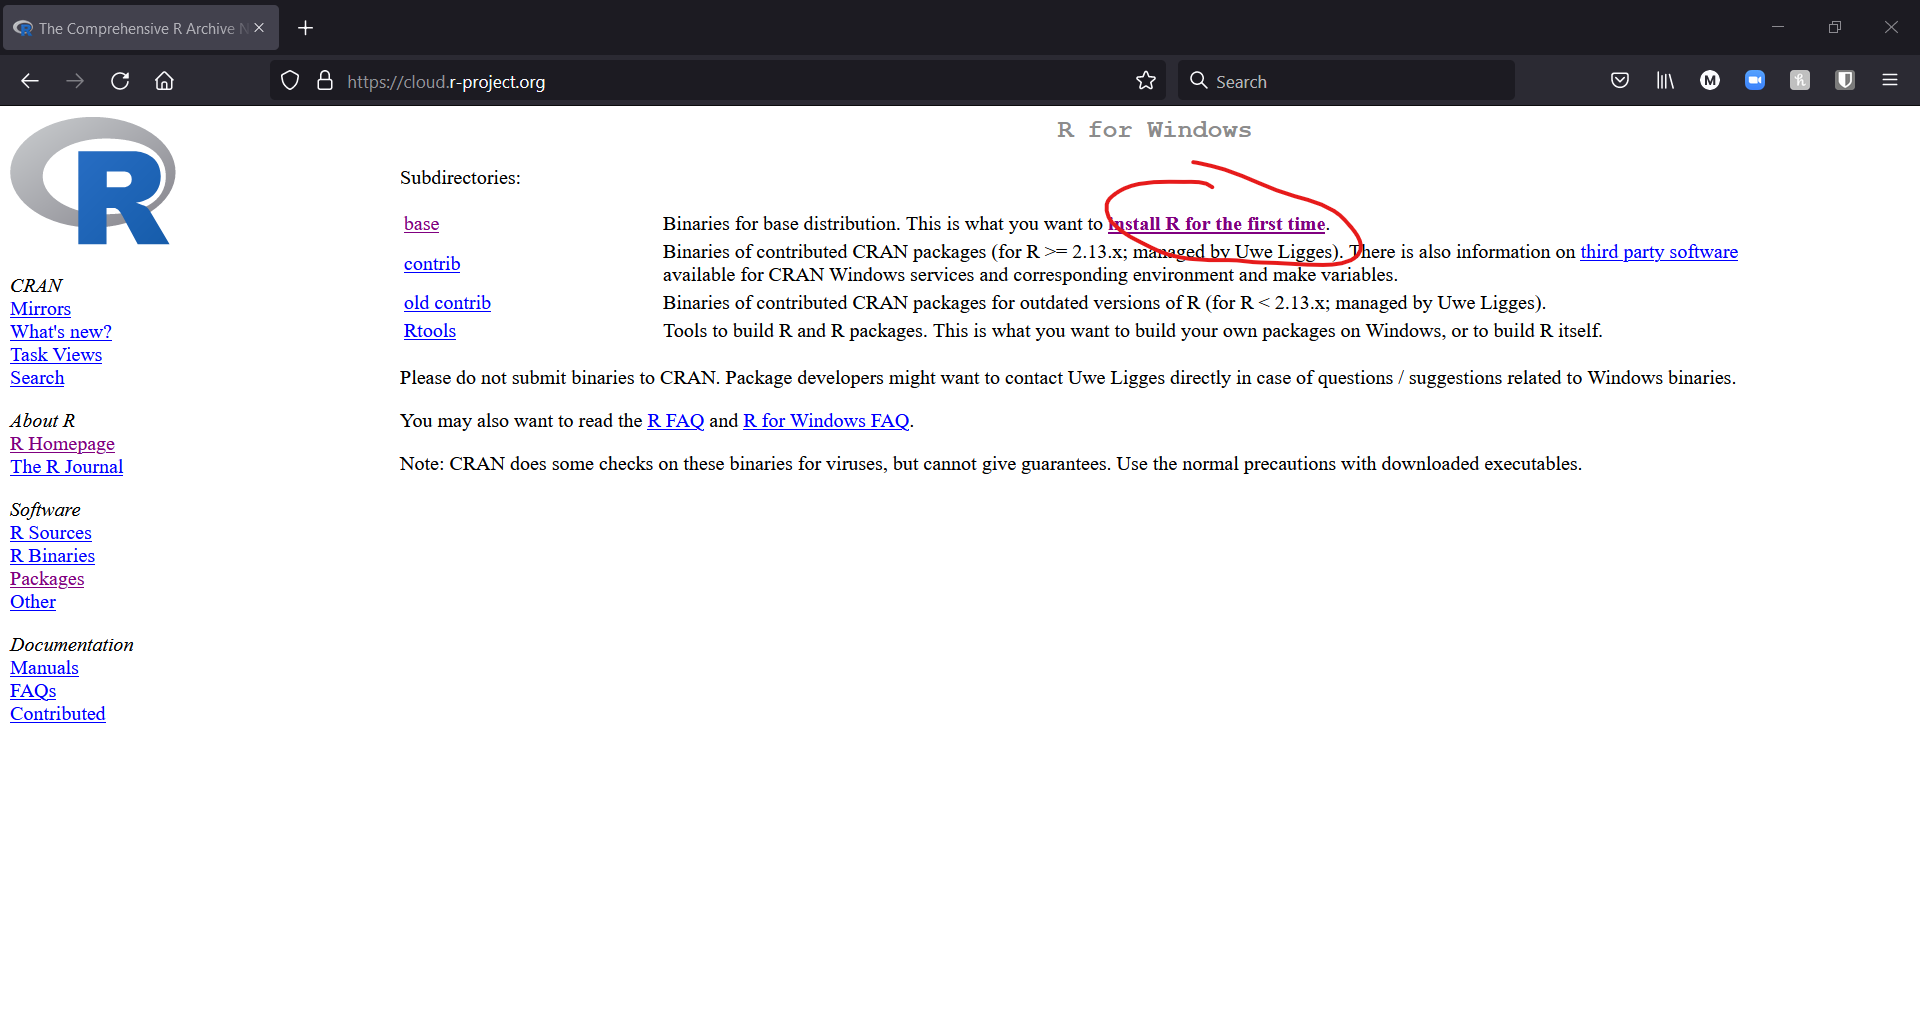 The Comprehensive R Archive N
https://cloud.r-project.org
Search
M
R
R for Windows
Subdirectories:
base Binaries for base distribution. This is what you want to install R for the first time.
contrib Binaries of contributed CRAN packages (for R >= 2.13.x; managed by Uwe Ligges). There is also information on third party software
available for CRAN Windows services and corresponding environment and make variables.
old contrib Binaries of contributed CRAN packages for outdated versions of R (for R < 2.13.x; managed by Uwe Ligges).
Rtools Tools to build R and R packages. This is what you want to build your own packages on Windows, or to build R itself.
Please do not submit binaries to CRAN. Package developers might want to contact Uwe Ligges directly in case of questions / suggestions related to Windows binaries.
You may also want to read the R FAQ and R for Windows FAQ.
Note: CRAN does some checks on these binaries for viruses, but cannot give guarantees. Use the normal precautions with downloaded executables.
CRAN
Mirrors
What's new?
Task Views
Search
About R
R Homepage
The R Journal
Software
R Sources
R Binaries
Packages
Other
Documentation
Manuals
FAQs
Contributed